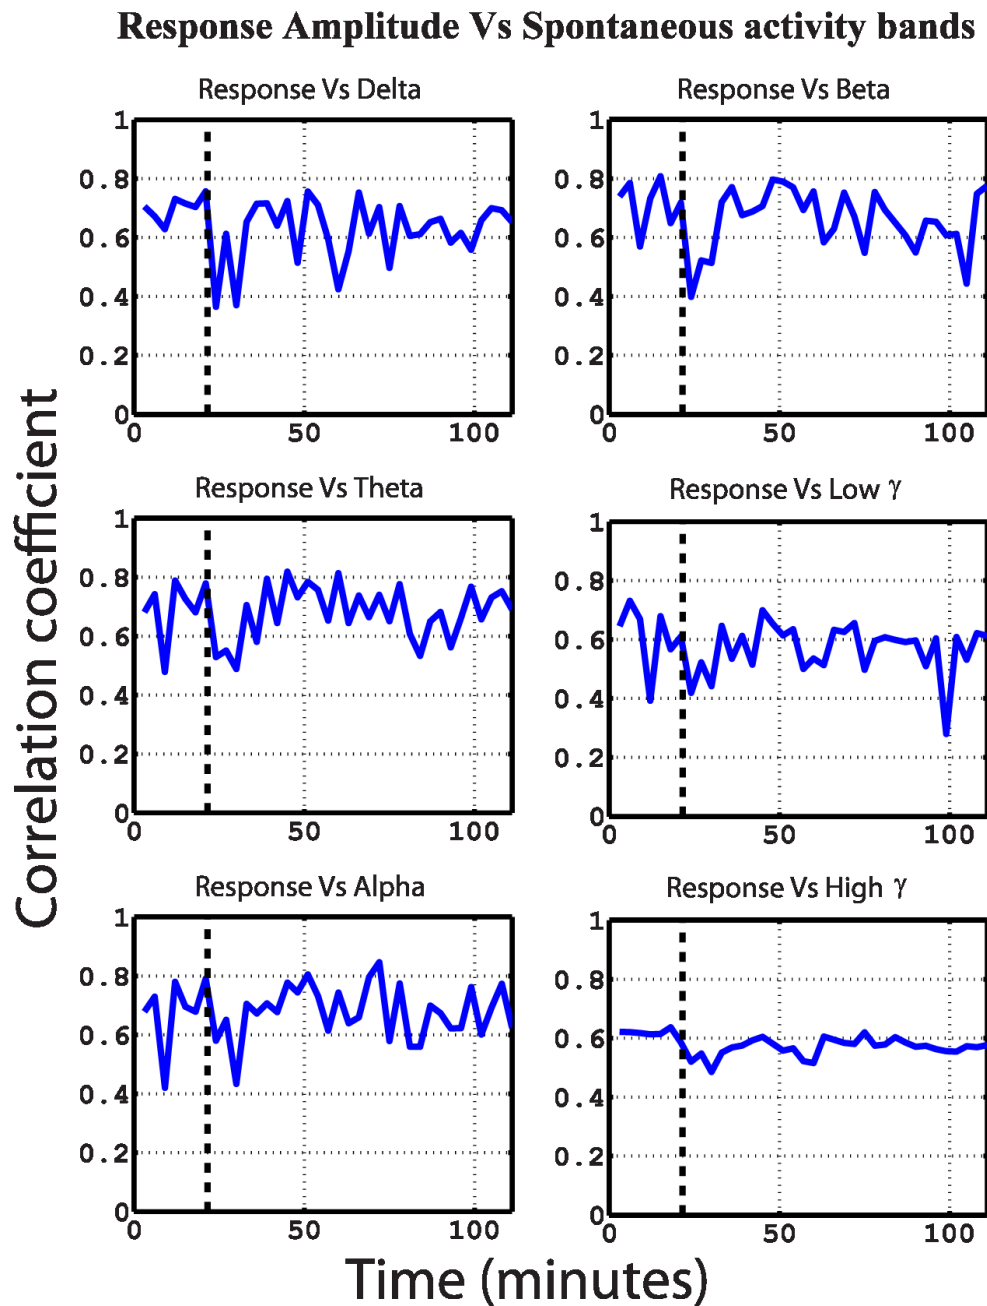 Response Amplitude Vs Spontaneous activity bands
Response Vs Delta
1
0.8
0.6
0.4
0.2
0
0 50 100
Response Vs Beta
1
0.8
0.6
0.4
0.2
0
0 50 100
Response Vs Theta
1
0.8
0.6
0.4
0.2
0
0 50 100
Response Vs Low γ
1
0.8
0.6
0.4
0.2
0
0 50 100
Response Vs Alpha
1
0.8
0.6
0.4
0.2
0
0 50 100
Response Vs High γ
1
0.8
0.6
0.4
0.2
0
0 50 100
Correlation coefficient
Time (minutes)